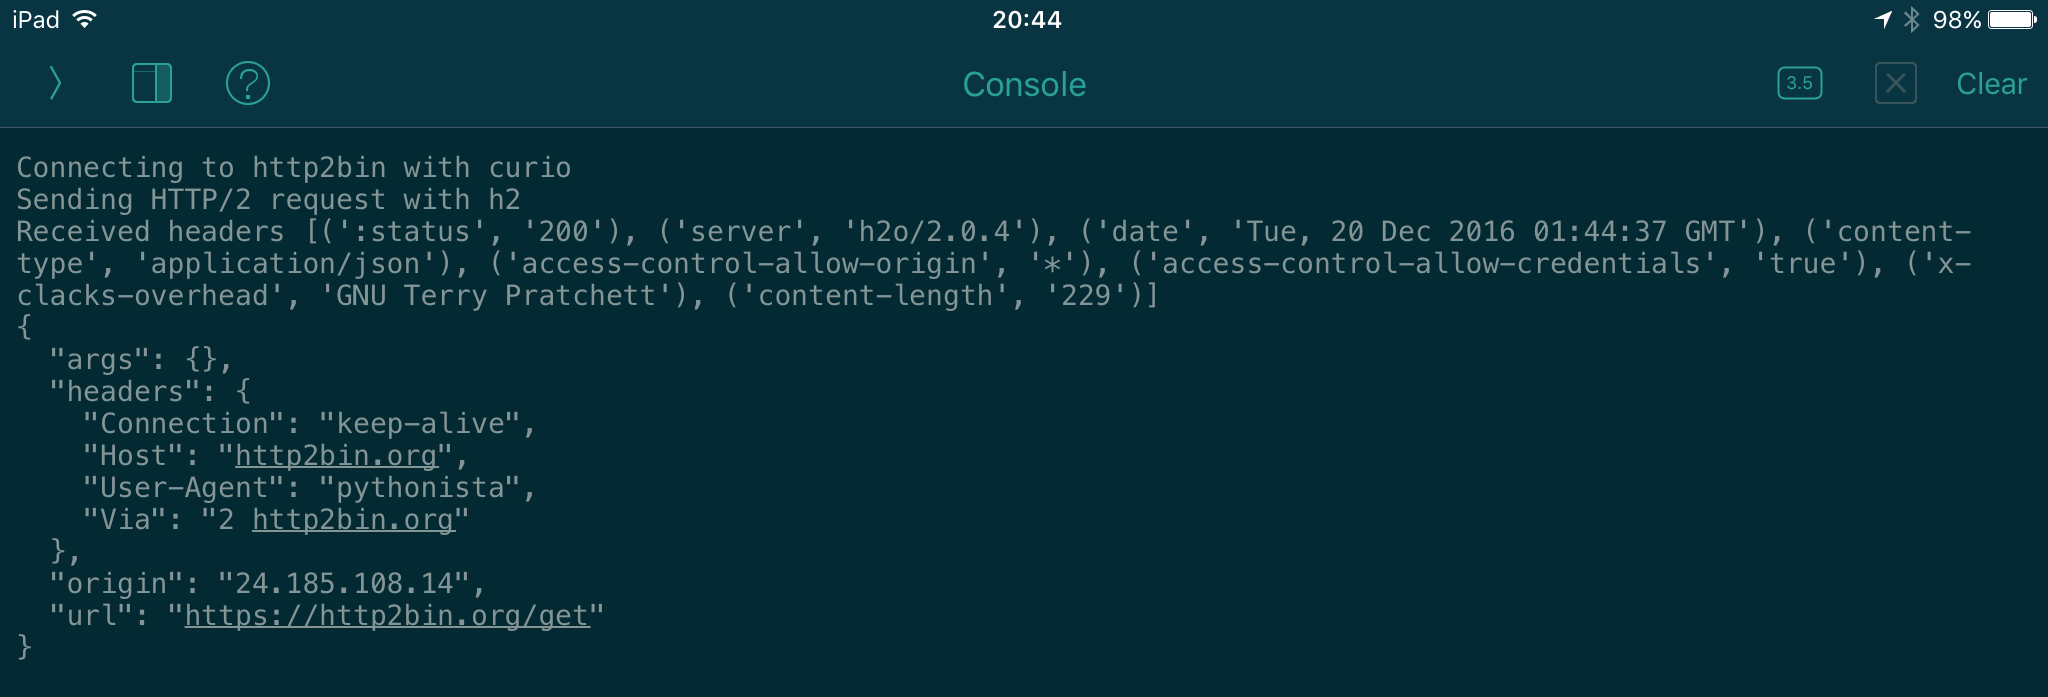 iPad 20:44 98%
? Console 3.5 Clear
Connecting to http2bin with curio
Sending HTTP/2 request with h2
Received headers [(':status', '200'), ('server', 'h2o/2.0.4'), ('date', 'Tue, 20 Dec 2016 01:44:37 GMT'), ('content-
type', 'application/json'), ('access-control-allow-origin', '*'), ('access-control-allow-credentials', 'true'), ('x-
clacks-overhead', 'GNU Terry Pratchett'), ('content-length', '229')]
{
  "args": {},
  "headers": {
    "Connection": "keep-alive",
    "Host": "http2bin.org",
    "User-Agent": "pythonista",
    "Via": "2 http2bin.org"
  },
  "origin": "24.185.108.14",
  "url": "https://http2bin.org/get"
}